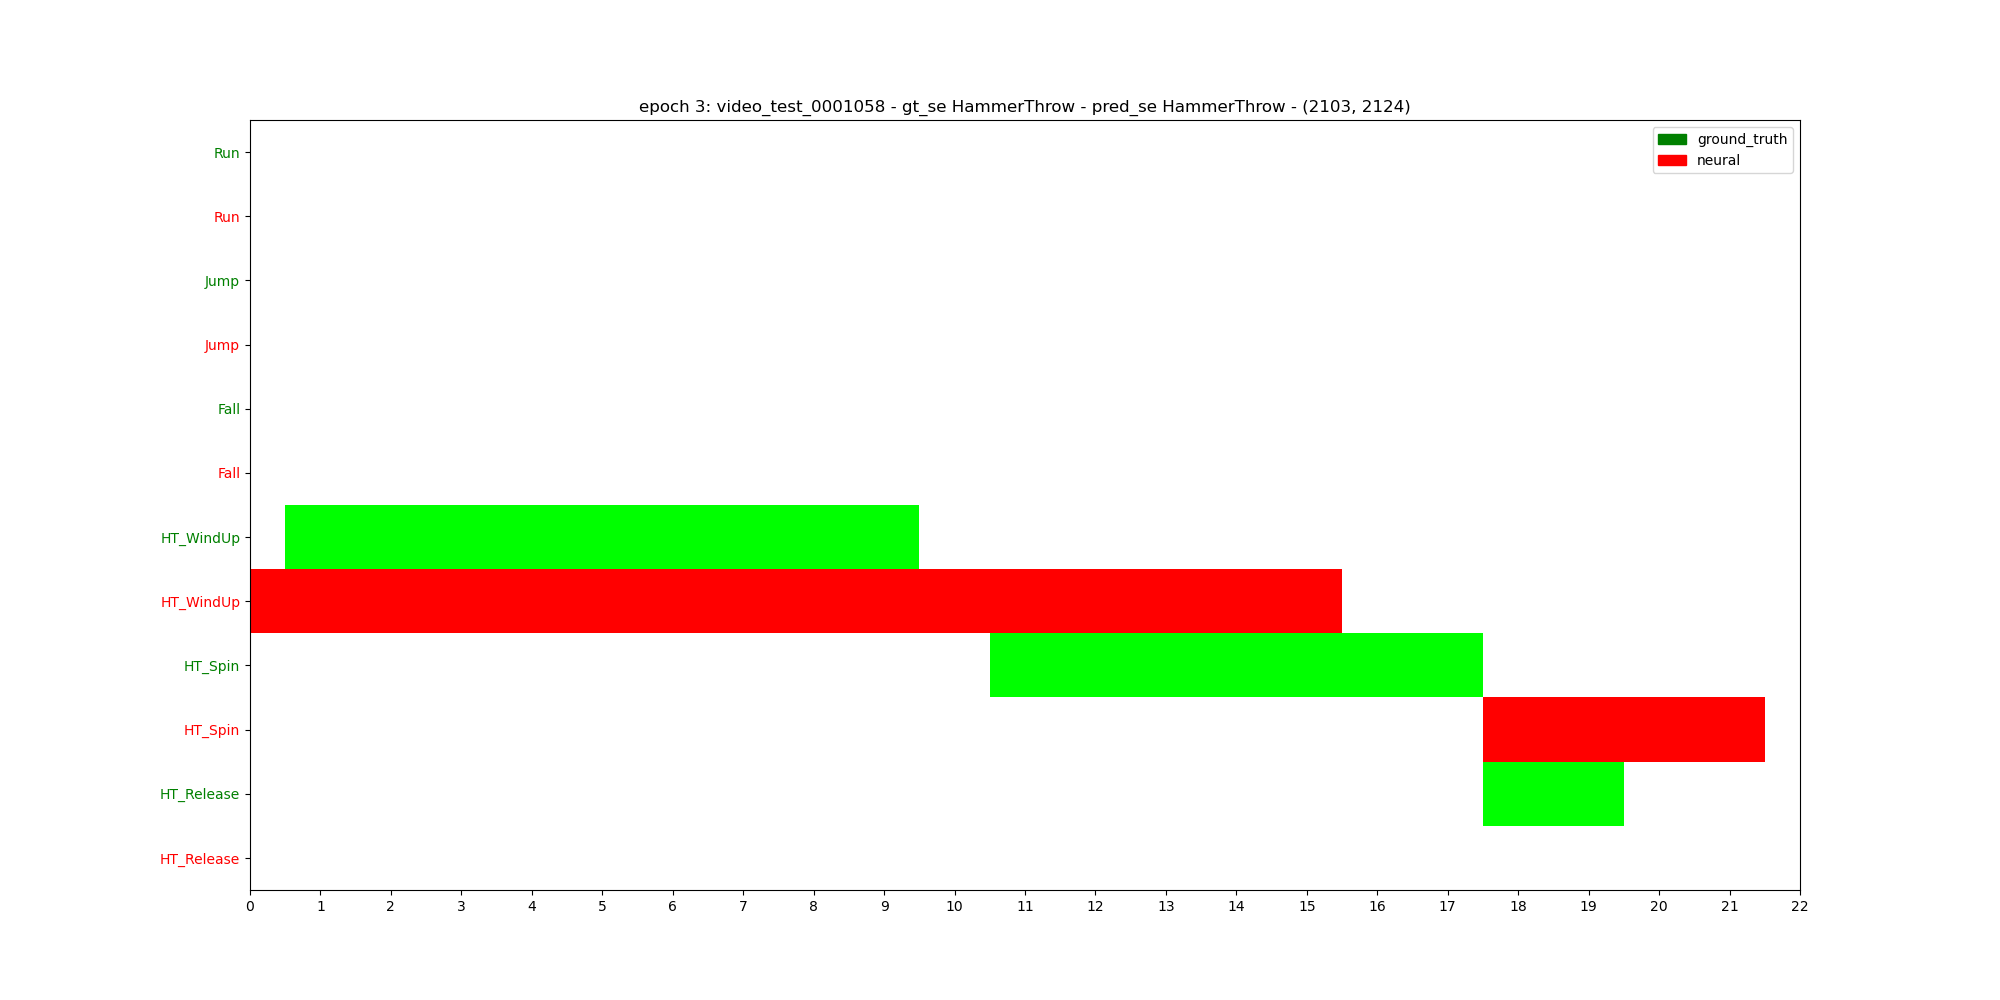 epoch 3: video_test_0001058 - gt_se HammerThrow - pred_se HammerThrow - (2103, 2124)
ground_truth
neural
Run
Run
Jump
Jump
Fall
Fall
HT_WindUp
HT_WindUp
HT_Spin
HT_Spin
HT_Release
HT_Release
0 1 2 3 4 5 6 7 8 9 10 11 12 13 14 15 16 17 18 19 20 21 22